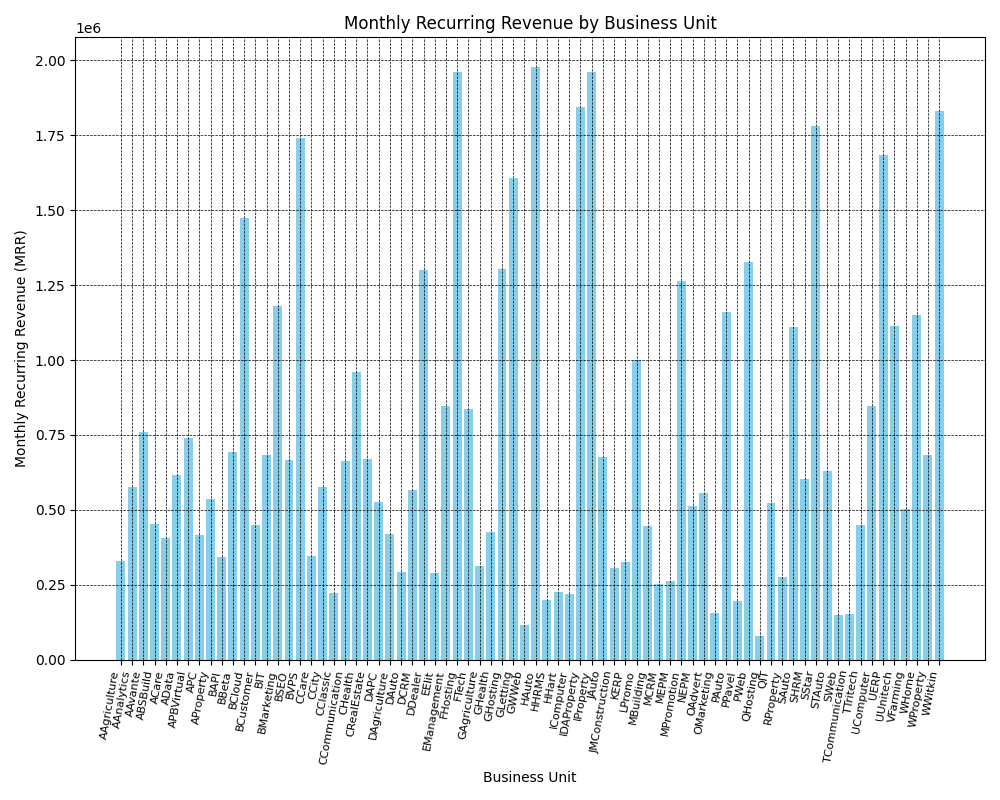 Monthly Recurring Revenue by Business Unit
1e6
2.00
1.75
1.50
1.25
1.00
0.75
0.50
0.25
0.00
Monthly Recurring Revenue (MRR)
AAgriculture
AAnalytics
AAvante
ABSBuild
ACare
AData
APBVirtual
APC
AProperty
BAPI
BBeta
BCloud
BCustomer
BIT
BMarketing
BSEO
BVPS
CCare
CCity
CClassic
CCommunication
CHealth
CRealEstate
DAPC
DAgriculture
DAuto
DCRM
DDealer
EElit
EManagement
FHosting
FTech
GAgriculture
GHealth
GHosting
GLetting
GWWeb
HAuto
HHRMS
HHart
IComputer
IDAProperty
IProperty
JAuto
JMConstruction
KERP
LPromo
MBuilding
MCRM
MEPM
MPromotion
NEPM
OAdvert
OMarketing
PAuto
PPavel
PWeb
QHosting
QIT
RProperty
SAuro
SHRM
SStar
STAuto
SWeb
TCommunication
TTritech
UComputer
UERP
UUnitech
VFarming
WHome
WProperty
WWitkin
Business Unit